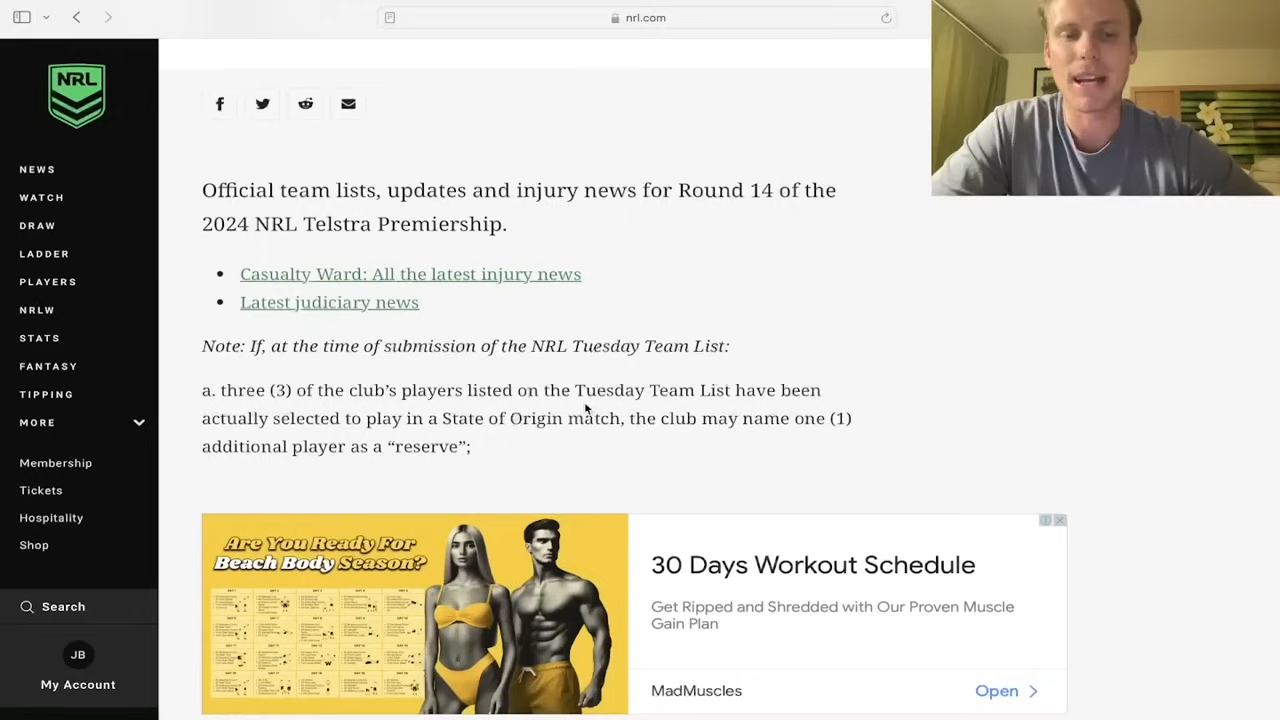 nrl.com
NRL
NEWS
WATCH
DRAW
LADDER
PLAYERS
NRLW
STATS
FANTASY
TIPPING
MORE
Membership
Tickets
Hospitality
Shop
Search
JB
My Account
Official team lists, updates and injury news for Round 14 of the
2024 NRL Telstra Premiership.
Casualty Ward: All the latest injury news
Latest judiciary news
Note: If, at the time of submission of the NRL Tuesday Team List:
a. three (3) of the club’s players listed on the Tuesday Team List have been
actually selected to play in a State of Origin match, the club may name one (1)
additional player as a “reserve”;
Are You Ready For
Beach Body Season?
30 Days Workout Schedule
Get Ripped and Shredded with Our Proven Muscle
Gain Plan
MadMuscles
Open